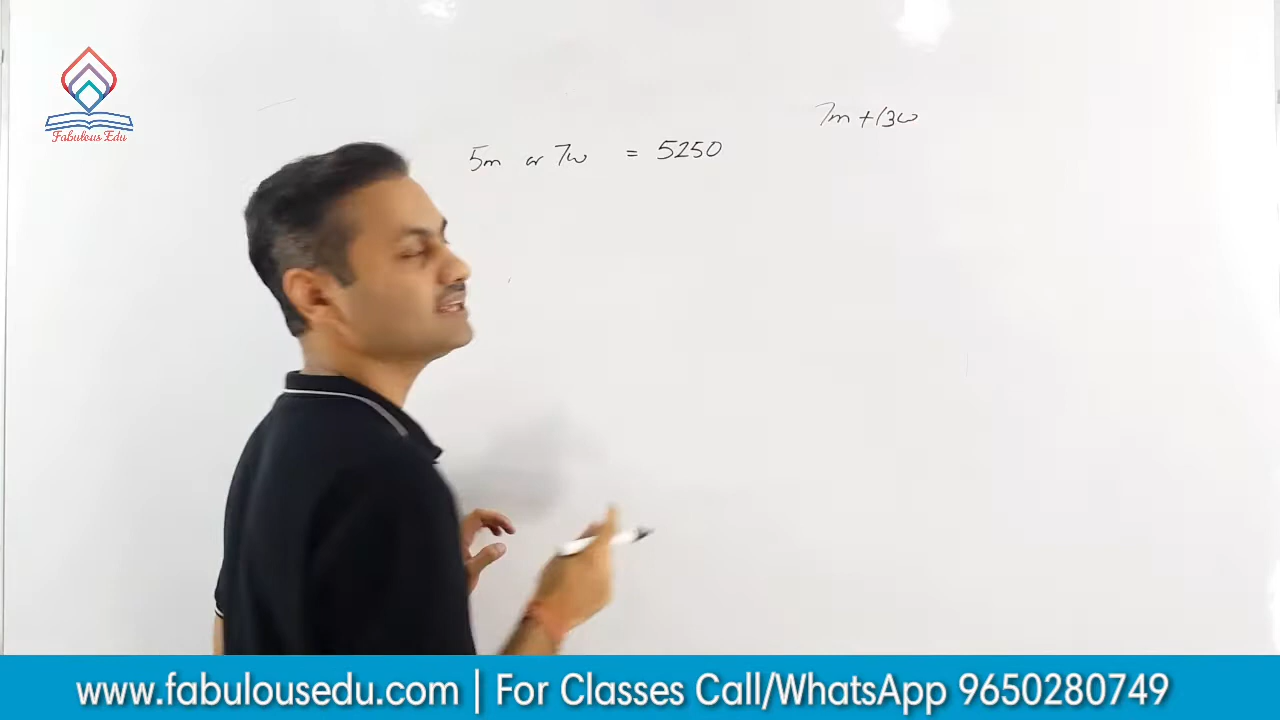 Fabulous Edu
7m + 13w
5m or 7w = 5250
www.fabulousedu.com | For Classes Call/WhatsApp 9650280749